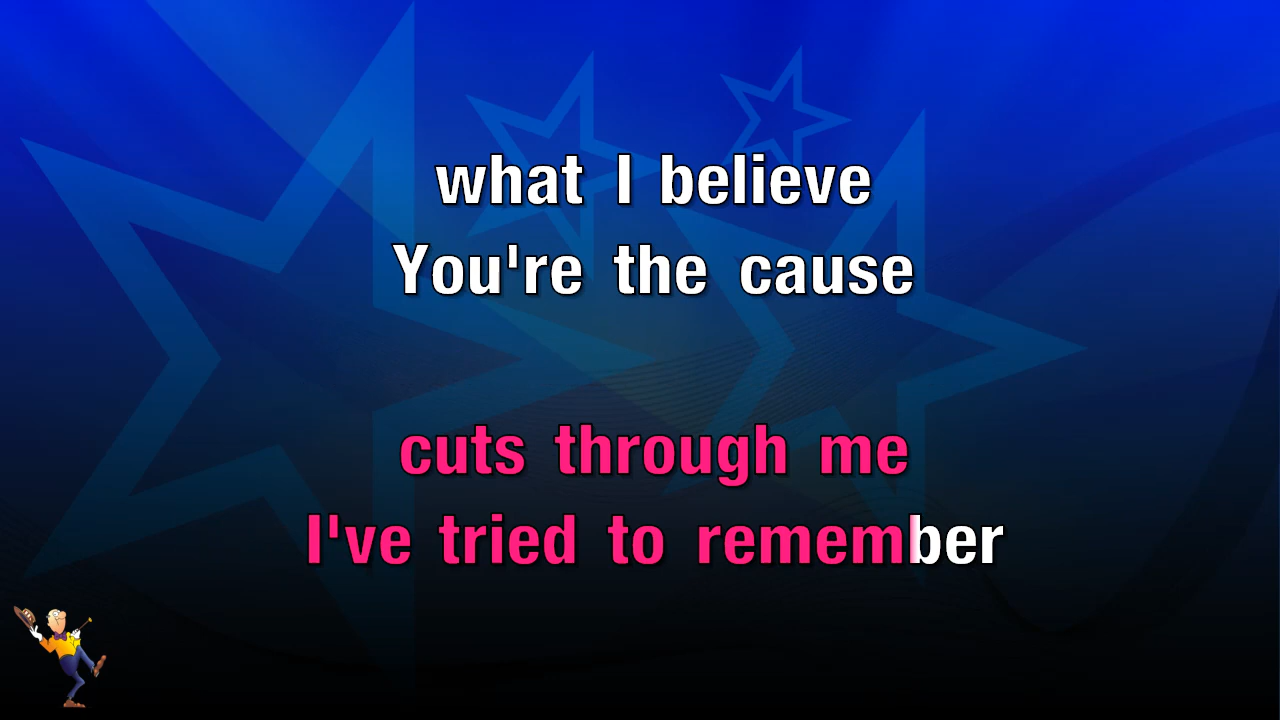 what I believe
You're the cause
cuts through me
I've tried to remember